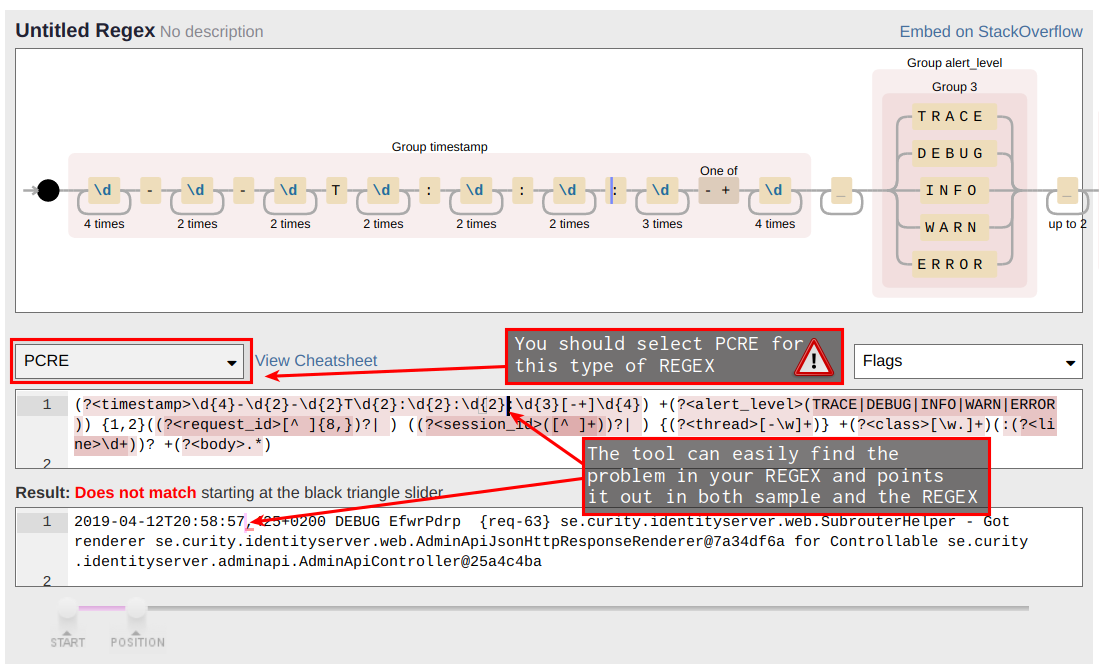 Untitled Regex No description Embed on StackOverflow
Group alert_level
Group 3
TRACE
DEBUG
INFO
WARN
ERROR
Group timestamp
One of
\d - \d - \d T \d : \d : \d : \d - + \d _ _
4 times 2 times 2 times 2 times 2 times 2 times 3 times 4 times up to 2
PCRE View Cheatsheet Flags
You should select PCRE for
this type of REGEX
1 (?<timestamp>\d{4}-\d{2}-\d{2}T\d{2}:\d{2}:\d{2}:\d{3}[-+]\d{4}) +(?<alert_level>(TRACE|DEBUG|INFO|WARN|ERROR
)) {1,2}((?<request_id>[^ ]{8,})?| ) ((?<session_id>([^ ]+))?| ) {(?<thread>[-\w]+)} +(?<class>[\w.]+)(:(?<li
ne>\d+))? +(?<body>.*)
2
The tool can easily find the
problem in your REGEX and points
it out in both sample and the REGEX
Result: Does not match starting at the black triangle slider
1 2019-04-12T20:58:57, 25+0200 DEBUG EfwrPdrp {req-63} se.curity.identityserver.web.SubrouterHelper - Got
renderer se.curity.identityserver.web.AdminApiJsonHttpResponseRenderer@7a34df6a for Controllable se.curity
.identityserver.adminapi.AdminApiController@25a4c4ba
2
START POSITION